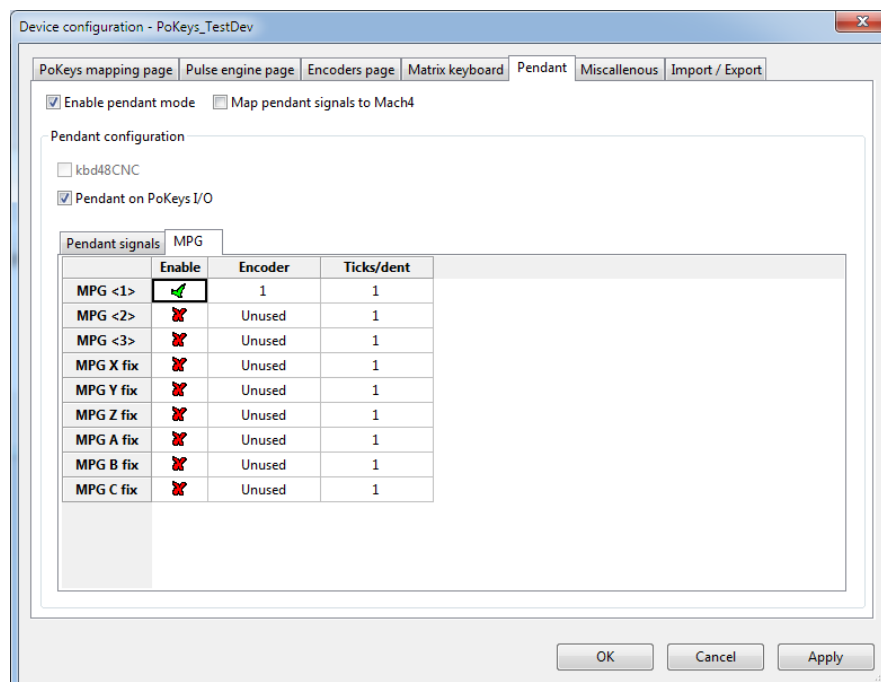 Device configuration - PoKeys_TestDev
PoKeys mapping page Pulse engine page Encoders page Matrix keyboard Pendant Miscallenous Import / Export
Enable pendant mode Map pendant signals to Mach4
Pendant configuration
kbd48CNC
Pendant on PoKeys I/O
Pendant signals MPG
Enable Encoder Ticks/dent
MPG <1> 1 1
MPG <2> Unused 1
MPG <3> Unused 1
MPG X fix Unused 1
MPG Y fix Unused 1
MPG Z fix Unused 1
MPG A fix Unused 1
MPG B fix Unused 1
MPG C fix Unused 1
OK Cancel Apply